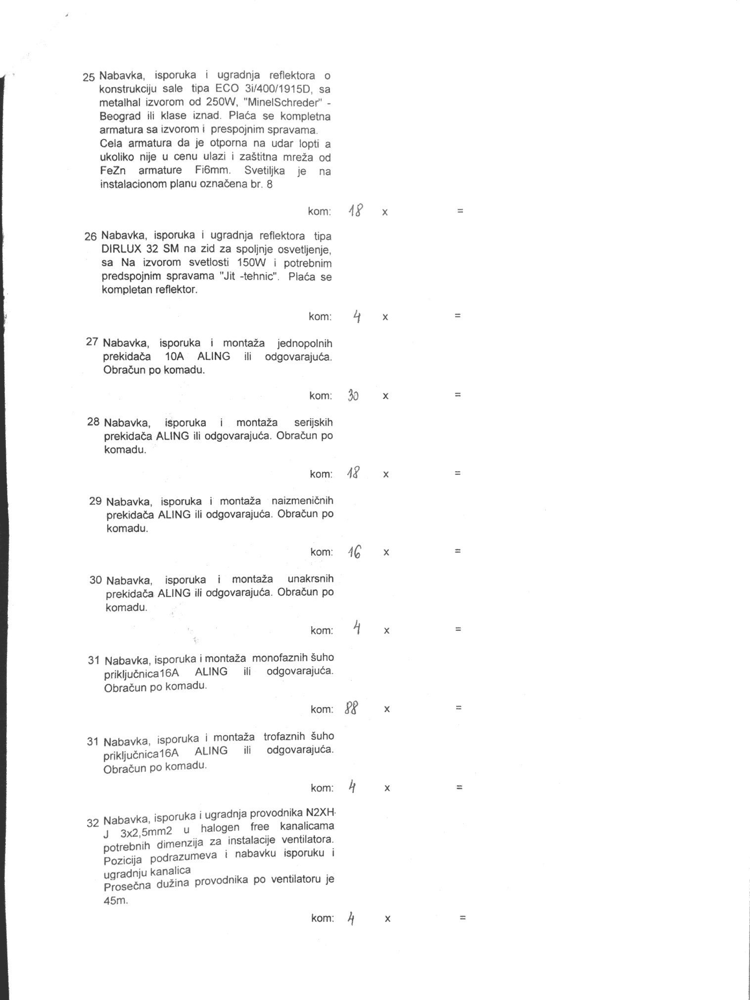 25 Nabavka, isporuka i ugradnja reflektora o
konstrukciju sale tipa ECO 3i/400/1915D, sa
metalhal izvorom od 250W, "MinelSchreder" -
Beograd ili klase iznad. Plaća se kompletna
armatura sa izvorom i prespojnim spravama.
Cela armatura da je otporna na udar lopti a
ukoliko nije u cenu ulazi i zaštitna mreža od
FeZn armature Fi6mm. Svetiljka je na
instalacionom planu označena br. 8
kom: 18 x =
26 Nabavka, isporuka i ugradnja reflektora tipa
DIRLUX 32 SM na zid za spoljnje osvetljenje,
sa Na izvorom svetlosti 150W i potrebnim
predspojnim spravama "Jit -tehnic". Plaća se
kompletan reflektor.
kom: 4 x =
27 Nabavka, isporuka i montaža jednopolnih
prekidača 10A ALING ili odgovarajuća.
Obračun po komadu.
kom: 30 x =
28 Nabavka, isporuka i montaža serijskih
prekidača ALING ili odgovarajuća. Obračun po
komadu.
kom: 18 x =
29 Nabavka, isporuka i montaža naizmeničnih
prekidača ALING ili odgovarajuća. Obračun po
komadu.
kom: 16 x =
30 Nabavka, isporuka i montaža unakrsnih
prekidača ALING ili odgovarajuća. Obračun po
komadu.
kom: 4 x =
31 Nabavka, isporuka i montaža monofaznih šuho
priključnica16A ALING ili odgovarajuća.
Obračun po komadu.
kom: 88 x =
31 Nabavka, isporuka i montaža trofaznih šuho
priključnica16A ALING ili odgovarajuća.
Obračun po komadu.
kom: 4 x =
32 Nabavka, isporuka i ugradnja provodnika N2XH-
J 3x2,5mm2 u halogen free kanalicama
potrebnih dimenzija za instalacije ventilatora.
Pozicija podrazumeva i nabavku isporuku i
ugradnju kanalica
Prosečna dužina provodnika po ventilatoru je
45m.
kom: 4 x =